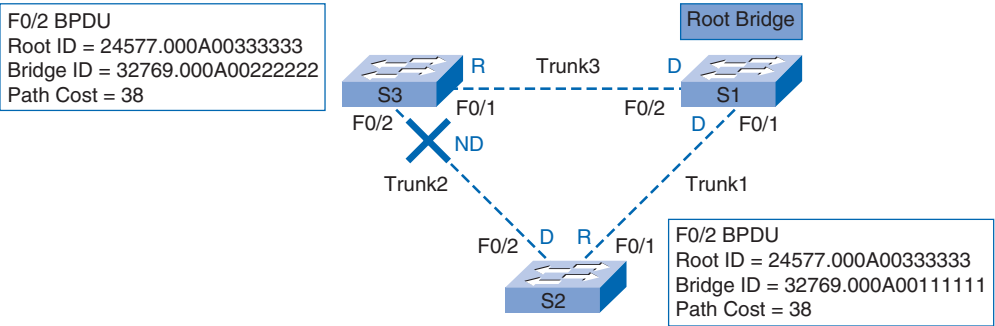 F0/2 BPDU
Root ID = 24577.000A00333333
Bridge ID = 32769.000A00222222
Path Cost = 38
Root Bridge
R
Trunk3
D
S3
S1
F0/1
F0/2
F0/2
D
F0/1
ND
Trunk2
Trunk1
F0/2
D
R
F0/1
S2
F0/2 BPDU
Root ID = 24577.000A00333333
Bridge ID = 32769.000A00111111
Path Cost = 38